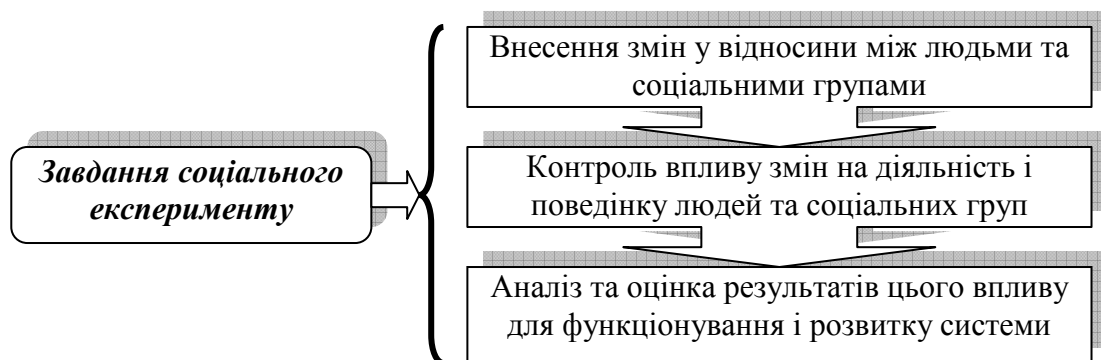 Завдання соціального
експерименту
Внесення змін у відносини між людьми та
соціальними групами
Контроль впливу змін на діяльність і
поведінку людей та соціальних груп
Аналіз та оцінка результатів цього впливу
для функціонування і розвитку системи